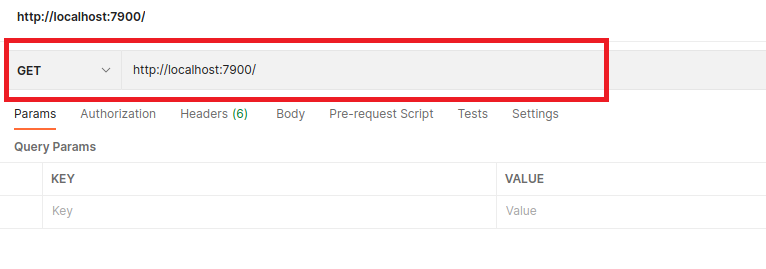 http://localhost:7900/
GET http://localhost:7900/
Params Authorization Headers (6) Body Pre-request Script Tests Settings
Query Params
KEY VALUE
Key Value